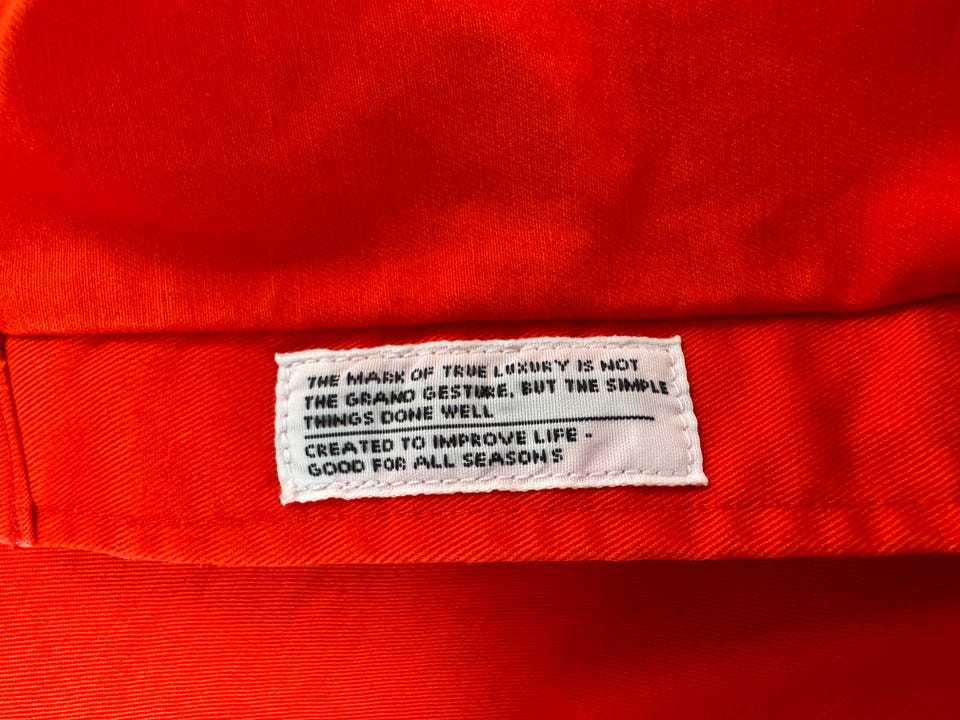 THE MARK OF TRUE LUXURY IS NOT
THE GRAND GESTURE, BUT THE SIMPLE
THINGS DONE WELL
CREATED TO IMPROVE LIFE -
GOOD FOR ALL SEASONS